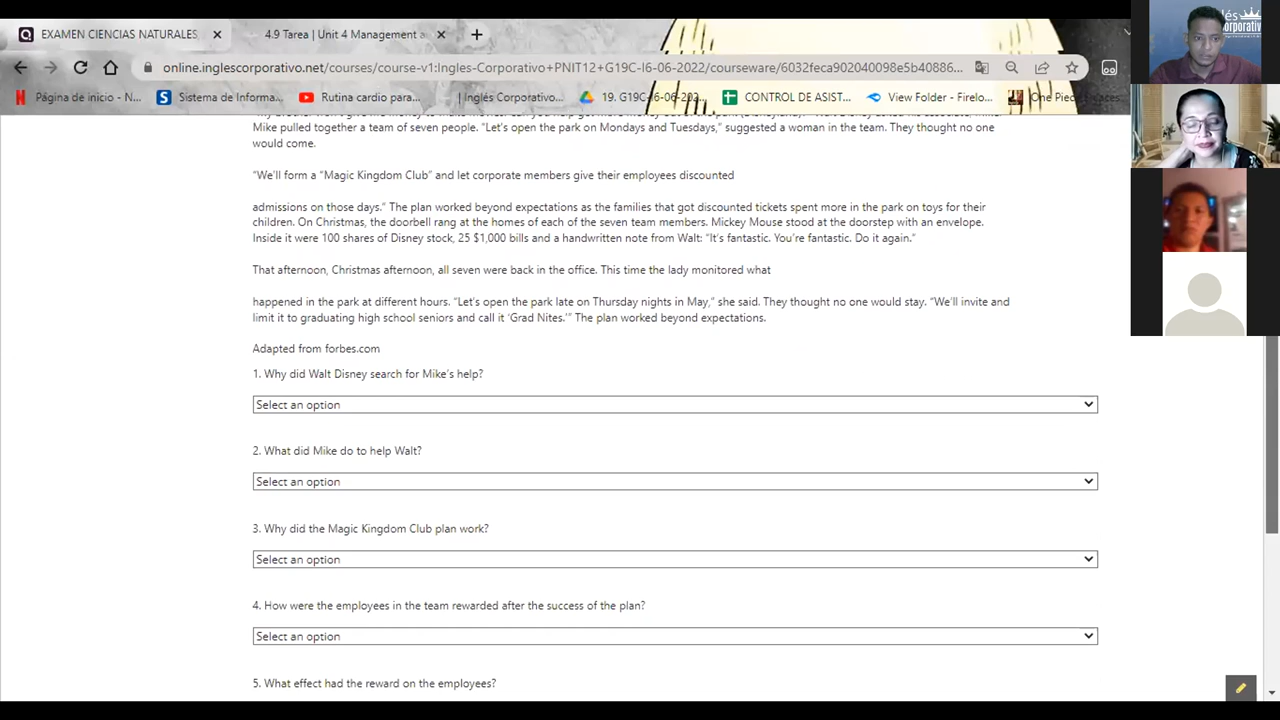 EXAMEN CIENCIAS NATURALES
4.9 Tarea | Unit 4 Management a
online.inglescorporativo.net/courses/course-v1:Ingles-Corporativo+PNIT12+G19C-I6-06-2022/courseware/6032feca902040098e5b40886...
Página de inicio - N...
Sistema de Informa...
Rutina cardio para...
| Inglés Corporativo...
CONTROL DE ASIST...
View Folder - Firelo...
One Piece
Mike pulled together a team of seven people. “Let's open the park on Mondays and Tuesdays,” suggested a woman in the team. They thought no one
would come.
“We'll form a “Magic Kingdom Club” and let corporate members give their employees discounted
admissions on those days.” The plan worked beyond expectations as the families that got discounted tickets spent more in the park on toys for their
children. On Christmas, the doorbell rang at the homes of each of the seven team members. Mickey Mouse stood at the doorstep with an envelope.
Inside it were 100 shares of Disney stock, 25 $1,000 bills and a handwritten note from Walt: “It's fantastic. You're fantastic. Do it again.”
That afternoon, Christmas afternoon, all seven were back in the office. This time the lady monitored what
happened in the park at different hours. “Let's open the park late on Thursday nights in May,” she said. They thought no one would stay. “We'll invite and
limit it to graduating high school seniors and call it ‘Grad Nites.’” The plan worked beyond expectations.
Adapted from forbes.com
1. Why did Walt Disney search for Mike's help?
Select an option
2. What did Mike do to help Walt?
Select an option
3. Why did the Magic Kingdom Club plan work?
Select an option
4. How were the employees in the team rewarded after the success of the plan?
Select an option
5. What effect had the reward on the employees?